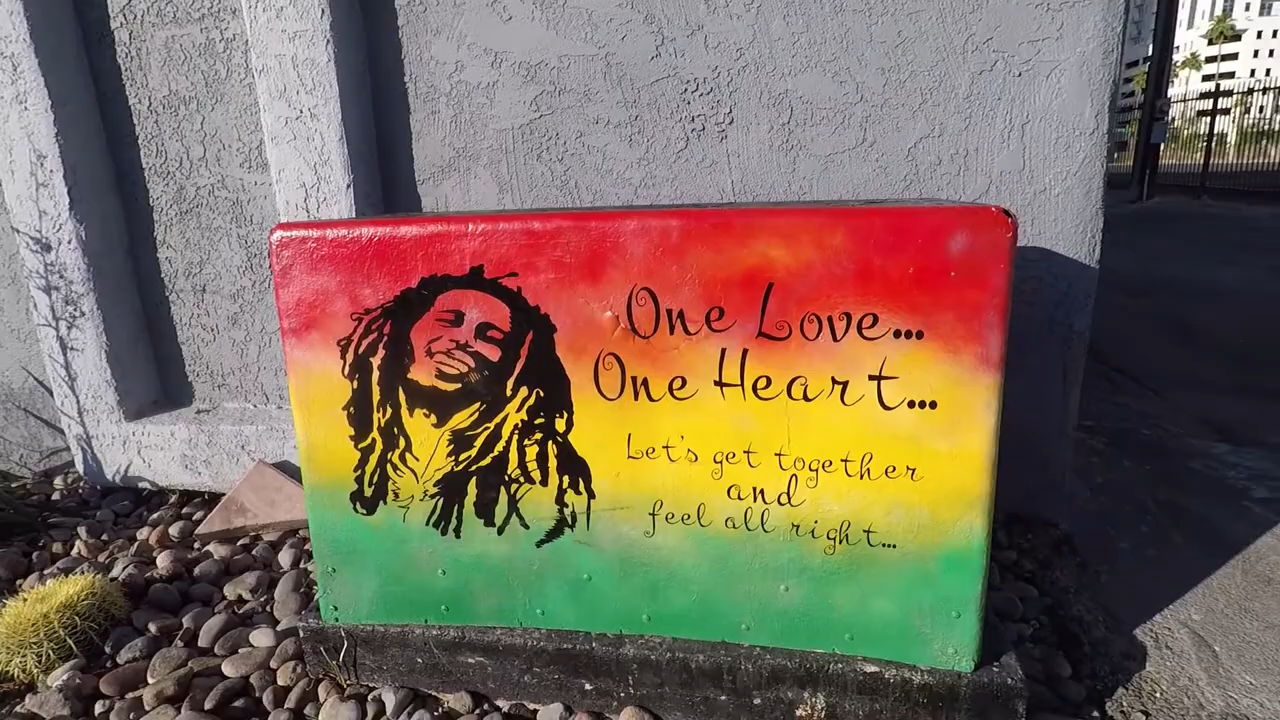 One Love...
One Heart...
Let's get together
and
feel all right...